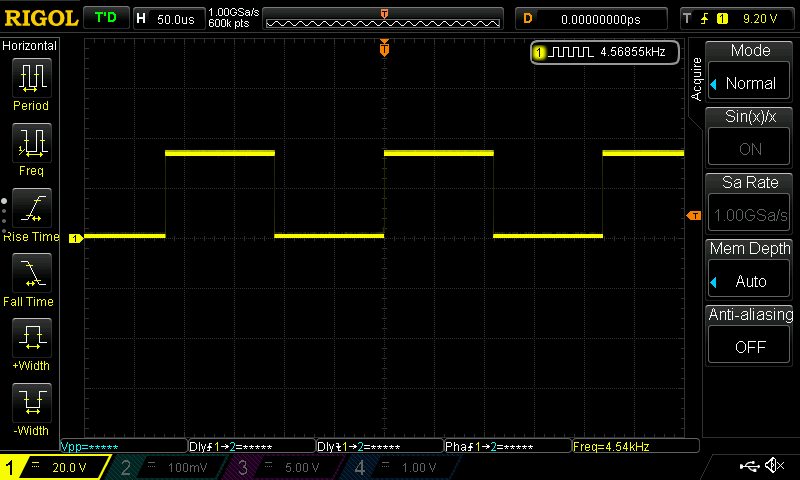 RIGOL T'D H 50.0us 1.00GSa/s 600k pts D 0.00000000ps T 1 9.20 V
Horizontal
Period
Freq
Rise Time
Fall Time
+Width
-Width
T
1 4.56855kHz
1
T
Acquire
Mode
Normal
Sin(x)/x
ON
Sa Rate
1.00GSa/s
Mem Depth
Auto
Anti-aliasing
OFF
Vpp=***** Dly1→2=***** Dly1→2=***** Pha1→2=***** Freq=4.54kHz
1 20.0 V 2 100mV 3 5.00 V 4 1.00 V